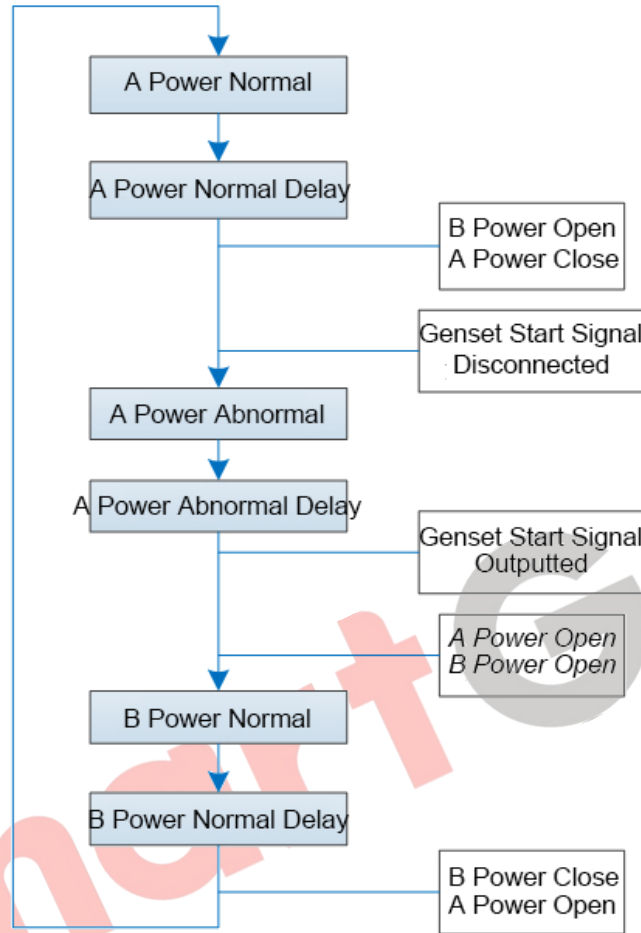 A Power Normal
A Power Normal Delay
B Power Open
A Power Close
Genset Start Signal
Disconnected
A Power Abnormal
A Power Abnormal Delay
Genset Start Signal
Outputted
A Power Open
B Power Open
B Power Normal
B Power Normal Delay
B Power Close
A Power Open
martG